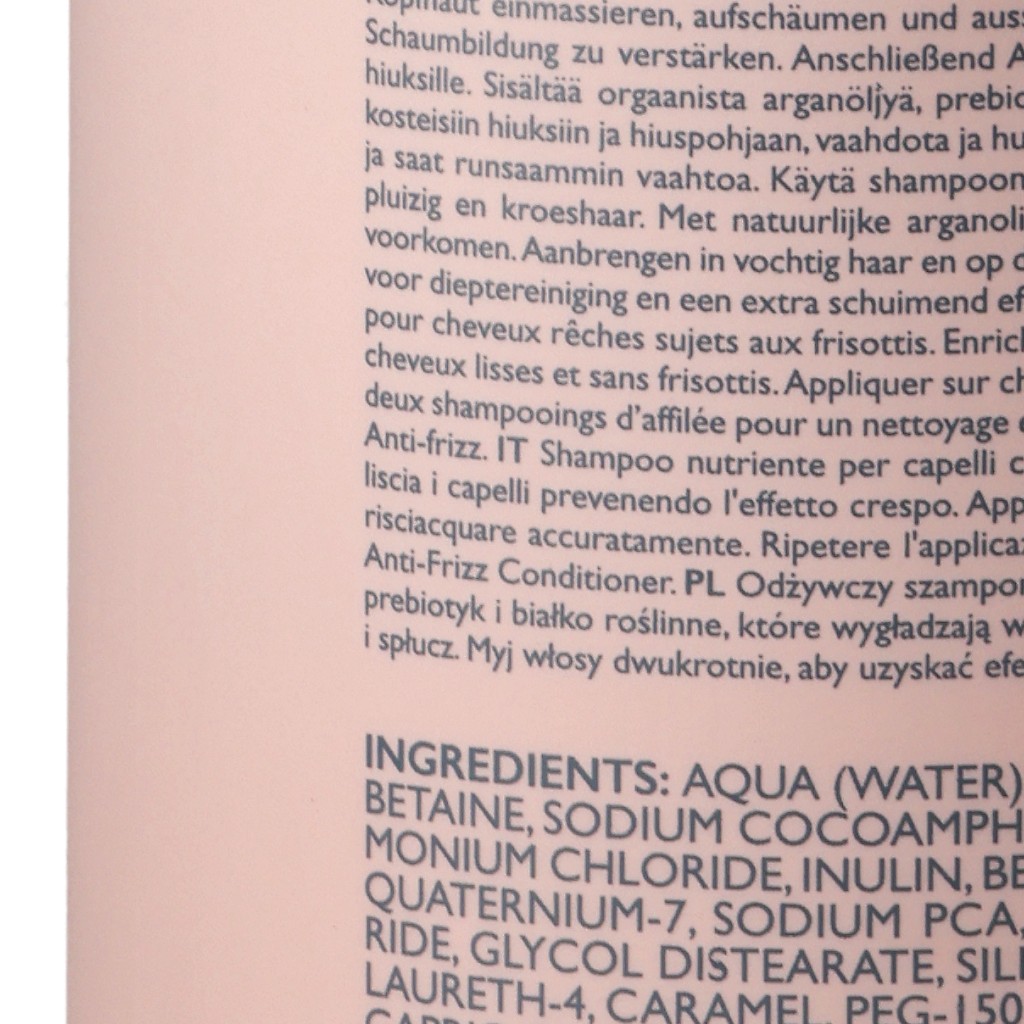 einmassieren, aufschäumen und
Schaumbildung zu verstärken. Anschließend
hiuksille. Sisältää orgaanista arganöljyä,
kosteisiin hiuksiin ja hiuspohjaan, vaahdota ja
ja saat runsaammin vaahtoa. Käytä
pluizig en kroeshaar. Met natuurlijke
voorkomen. Aanbrengen in vochtig haar en op
voor dieptereiniging en een extra schuimend
pour cheveux rêches sujets aux frisottis.
cheveux lisses et sans frisottis. Appliquer sur
deux shampooings d'affilée pour un nettoyage
Anti-frizz. IT Shampoo nutriente per capelli
liscia i capelli prevenendo l'effetto crespo.
risciacquare accuratamente. Ripetere
Anti-Frizz Conditioner. PL Odżywczy
prebiotyk i białko roślinne, które wygładzają
i spłucz. Myj włosy dwukrotnie, aby uzyskać
INGREDIENTS: AQUA (WATER)
BETAINE, SODIUM COCOAMPH
MONIUM CHLORIDE, INULIN, BE
QUATERNIUM-7, SODIUM PCA,
RIDE, GLYCOL DISTEARATE,
LAURETH-4, CARAMEL, PEG-150